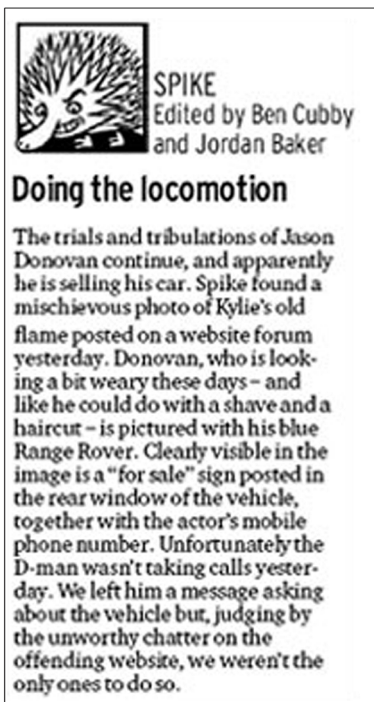 SPIKE
Edited by Ben Cubby
and Jordan Baker
Doing the locomotion
The trials and tribulations of Jason
Donovan continue, and apparently
he is selling his car. Spike found a
mischievous photo of Kylie's old
flame posted on a website forum
yesterday. Donovan, who is look-
ing a bit weary these days – and
like he could do with a shave and a
haircut – is pictured with his blue
Range Rover. Clearly visible in the
image is a "for sale" sign posted in
the rear window of the vehicle,
together with the actor's mobile
phone number. Unfortunately the
D-man wasn't taking calls yester-
day. We left him a message asking
about the vehicle but, judging by
the unworthy chatter on the
offending website, we weren't the
only ones to do so.